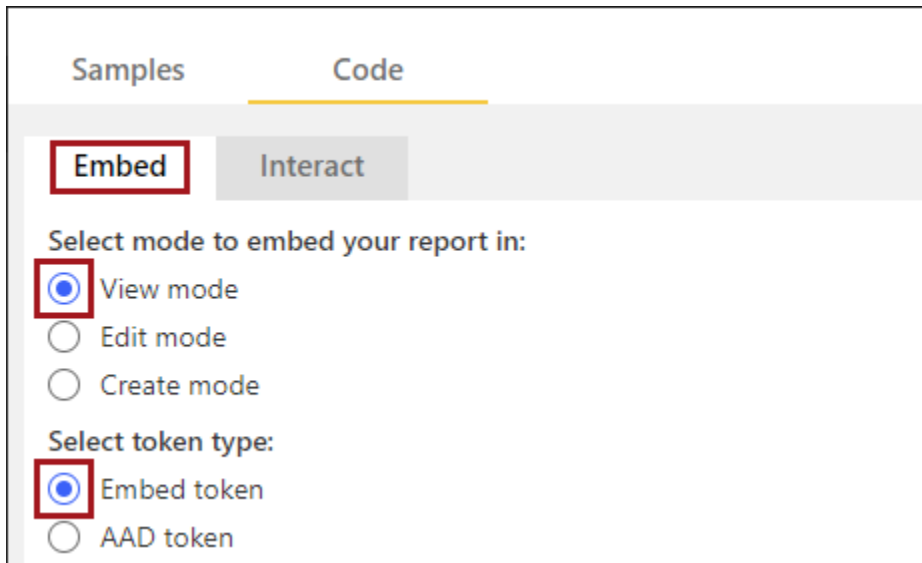 Samples Code
Embed Interact
Select mode to embed your report in:
View mode
Edit mode
Create mode
Select token type:
Embed token
AAD token